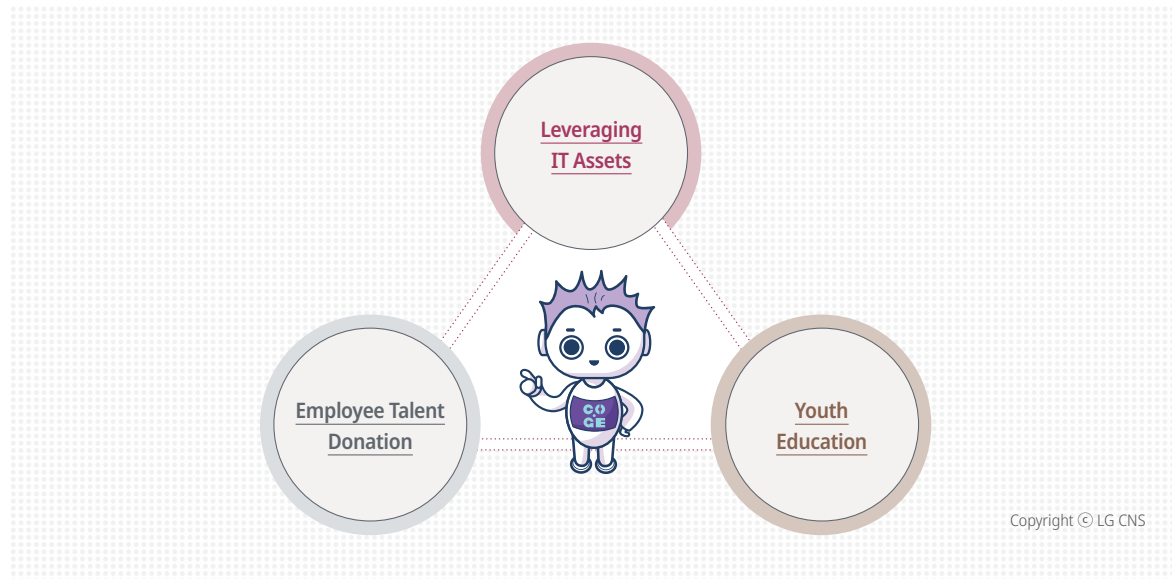 Leveraging
IT Assets
CO
GE
Employee Talent
Donation
Youth
Education
Copyright ⓒ LG CNS